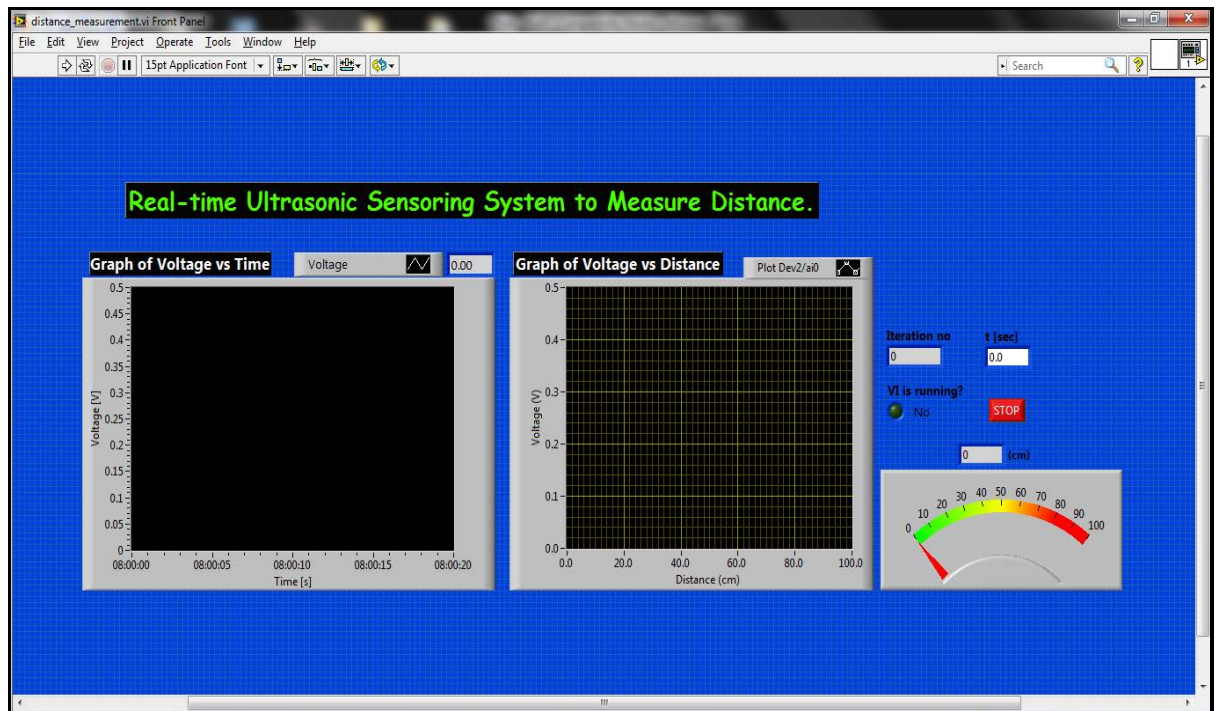 distance_measurement.vi Front Panel
File Edit View Project Operate Tools Window Help
15pt Application Font
Search
?
1
Real-time Ultrasonic Sensoring System to Measure Distance.
Graph of Voltage vs Time
Voltage
0.00
0.5
0.45
0.4
0.35
0.3
0.25
0.2
0.15
0.1
0.05
0
Voltage [V]
08:00:00 08:00:05 08:00:10 08:00:15 08:00:20
Time [s]
Graph of Voltage vs Distance
Plot Dev2/ai0
0.5
0.4
0.3
0.2
0.1
0.0
Voltage (V)
0.0 20.0 40.0 60.0 80.0 100.0
Distance (cm)
Iteration no t [sec]
0 0.0
VI is running?
No STOP
0 (cm)
0 10 20 30 40 50 60 70 80 90 100